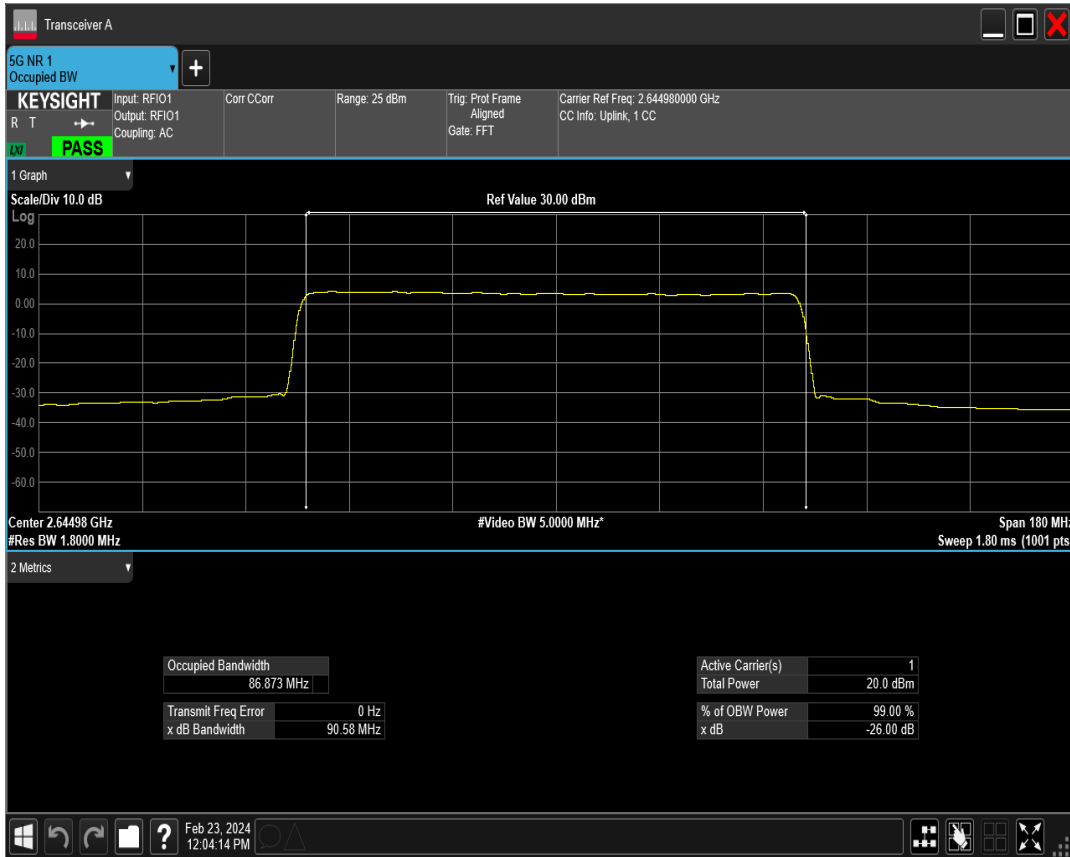 Transceiver A
5G NR 1
Occupied BW
KEYSIGHT
R T
LXI
PASS
Input: RFIO1
Output: RFIO1
Coupling: AC
Corr CCorr
Range: 25 dBm
Trig: Prot Frame
Aligned
Gate: FFT
Carrier Ref Freq: 2.644980000 GHz
CC Info: Uplink, 1 CC
1 Graph
Scale/Div 10.0 dB
Ref Value 30.00 dBm
Log
20.0
10.0
0.00
-10.0
-20.0
-30.0
-40.0
-50.0
-60.0
Center 2.64498 GHz
#Video BW 5.0000 MHz*
Span 180 MHz
#Res BW 1.8000 MHz
Sweep 1.80 ms (1001 pts
2 Metrics
Occupied Bandwidth
86.873 MHz
Transmit Freq Error 0 Hz
x dB Bandwidth 90.58 MHz
Active Carrier(s) 1
Total Power 20.0 dBm
% of OBW Power 99.00 %
x dB -26.00 dB
?
Feb 23, 2024
12:04:14 PM